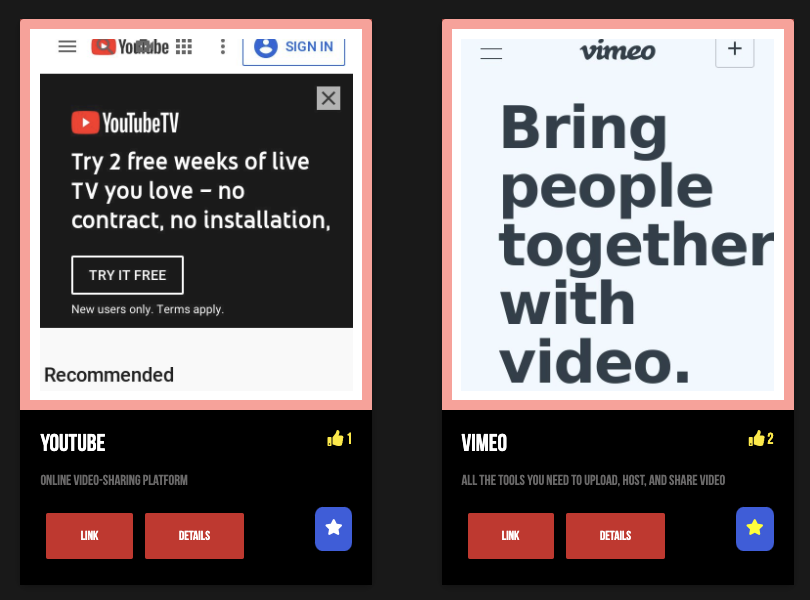 YouTube
SIGN IN
YouTubeTV
Try 2 free weeks of live
TV you love – no
contract, no installation,
TRY IT FREE
New users only. Terms apply.
Recommended
YOUTUBE
1
ONLINE VIDEO-SHARING PLATFORM
LINK
DETAILS
vimeo
+
Bring
people
together
with
video.
VIMEO
2
ALL THE TOOLS YOU NEED TO UPLOAD, HOST, AND SHARE VIDEO
LINK
DETAILS